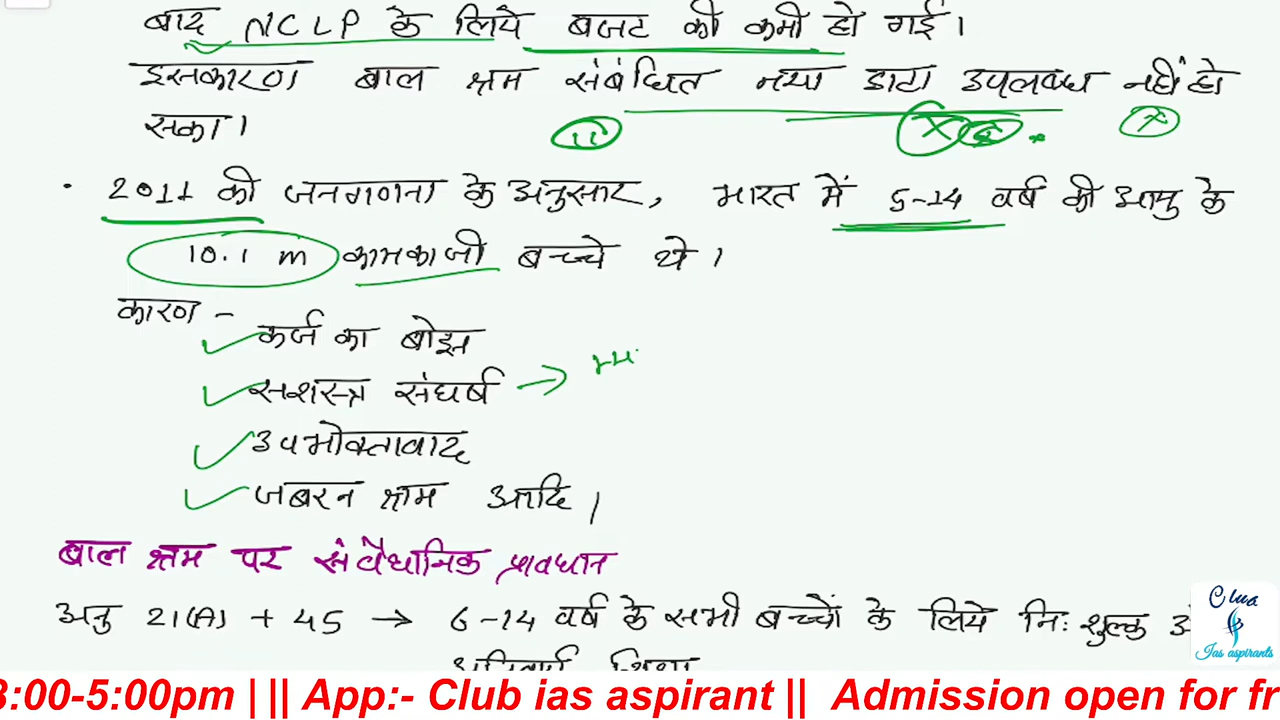 बाद NCLP के लिये बजट की कमी हो गई।
इसकारण बाल श्रम संबंधित नया डाटा उपलब्ध नहीं हो
सका।
• 2011 की जनगणना के अनुसार, भारत में 5-14 वर्ष की आयु के
10.1 m कामकाजी बच्चे थे।
कारण -
कर्ज का बोझ
सशस्त्र संघर्ष →
उपभोक्तावाद
जबरन श्रम आदि।
बाल श्रम पर संवैधानिक प्रावधान
अनु 21(A) + 45 → 6-14 वर्ष के सभी बच्चों के लिये निःशुल्क
Club
Ias aspirants
3:00-5:00pm | || App:- Club ias aspirant || Admission open for fr